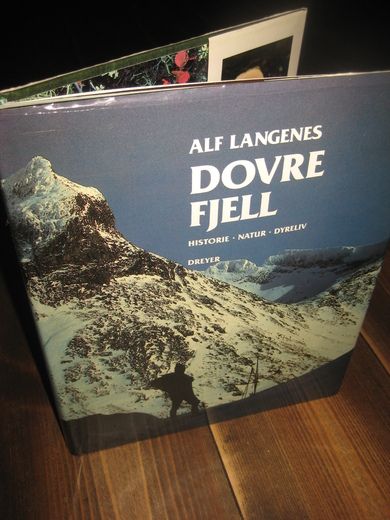 ALF LANGENES
DOVRE
FJELL
HISTORIE · NATUR · DYRELIV
DREYER